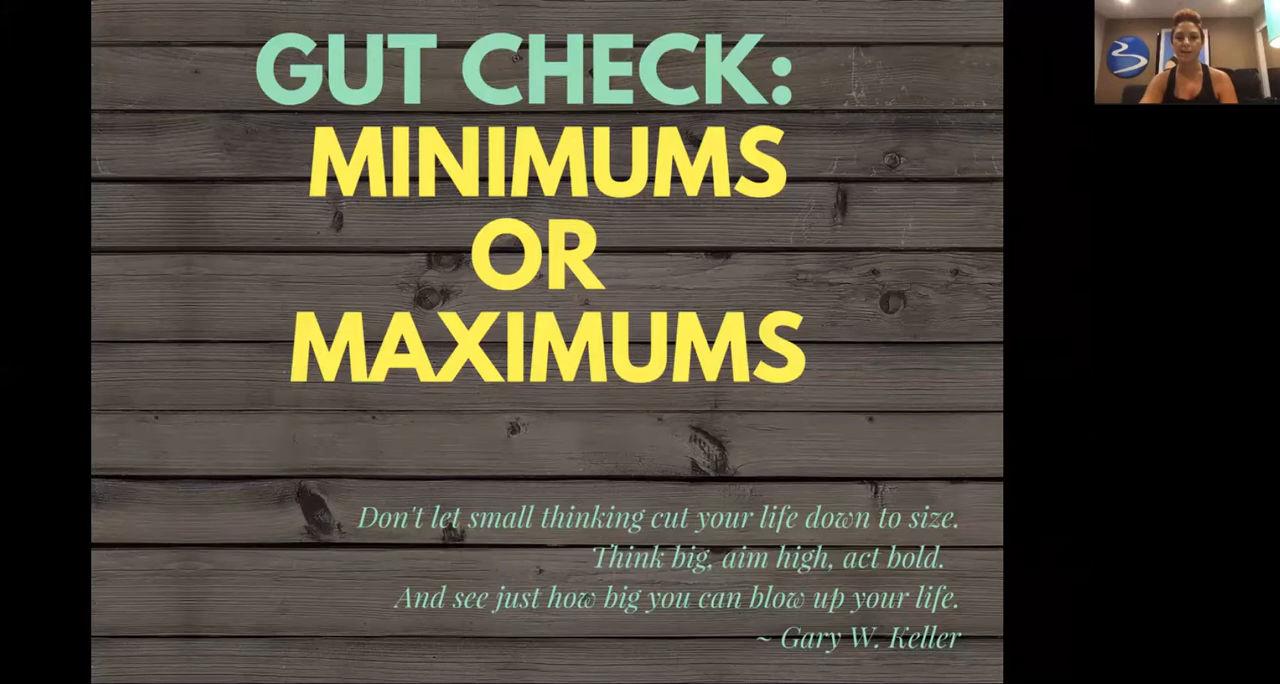 GUT CHECK:
MINIMUMS
OR
MAXIMUMS
Don't let small thinking cut your life down to size.
Think big, aim high, act bold.
And see just how big you can blow up your life.
~ Gary W. Keller